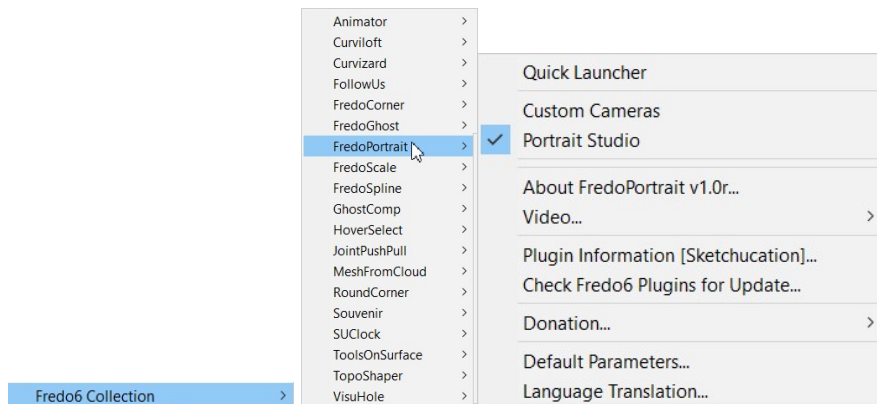 Fredo6 Collection
Animator
Curviloft
Curvizard
FollowUs
FredoCorner
FredoGhost
FredoPortrait
FredoScale
FredoSpline
GhostComp
HoverSelect
JointPushPull
MeshFromCloud
RoundCorner
Souvenir
SUClock
ToolsOnSurface
TopoShaper
VisuHole
Quick Launcher
Custom Cameras
Portrait Studio
About FredoPortrait v1.0r...
Video...
Plugin Information [Sketchucation]...
Check Fredo6 Plugins for Update...
Donation...
Default Parameters...
Language Translation...